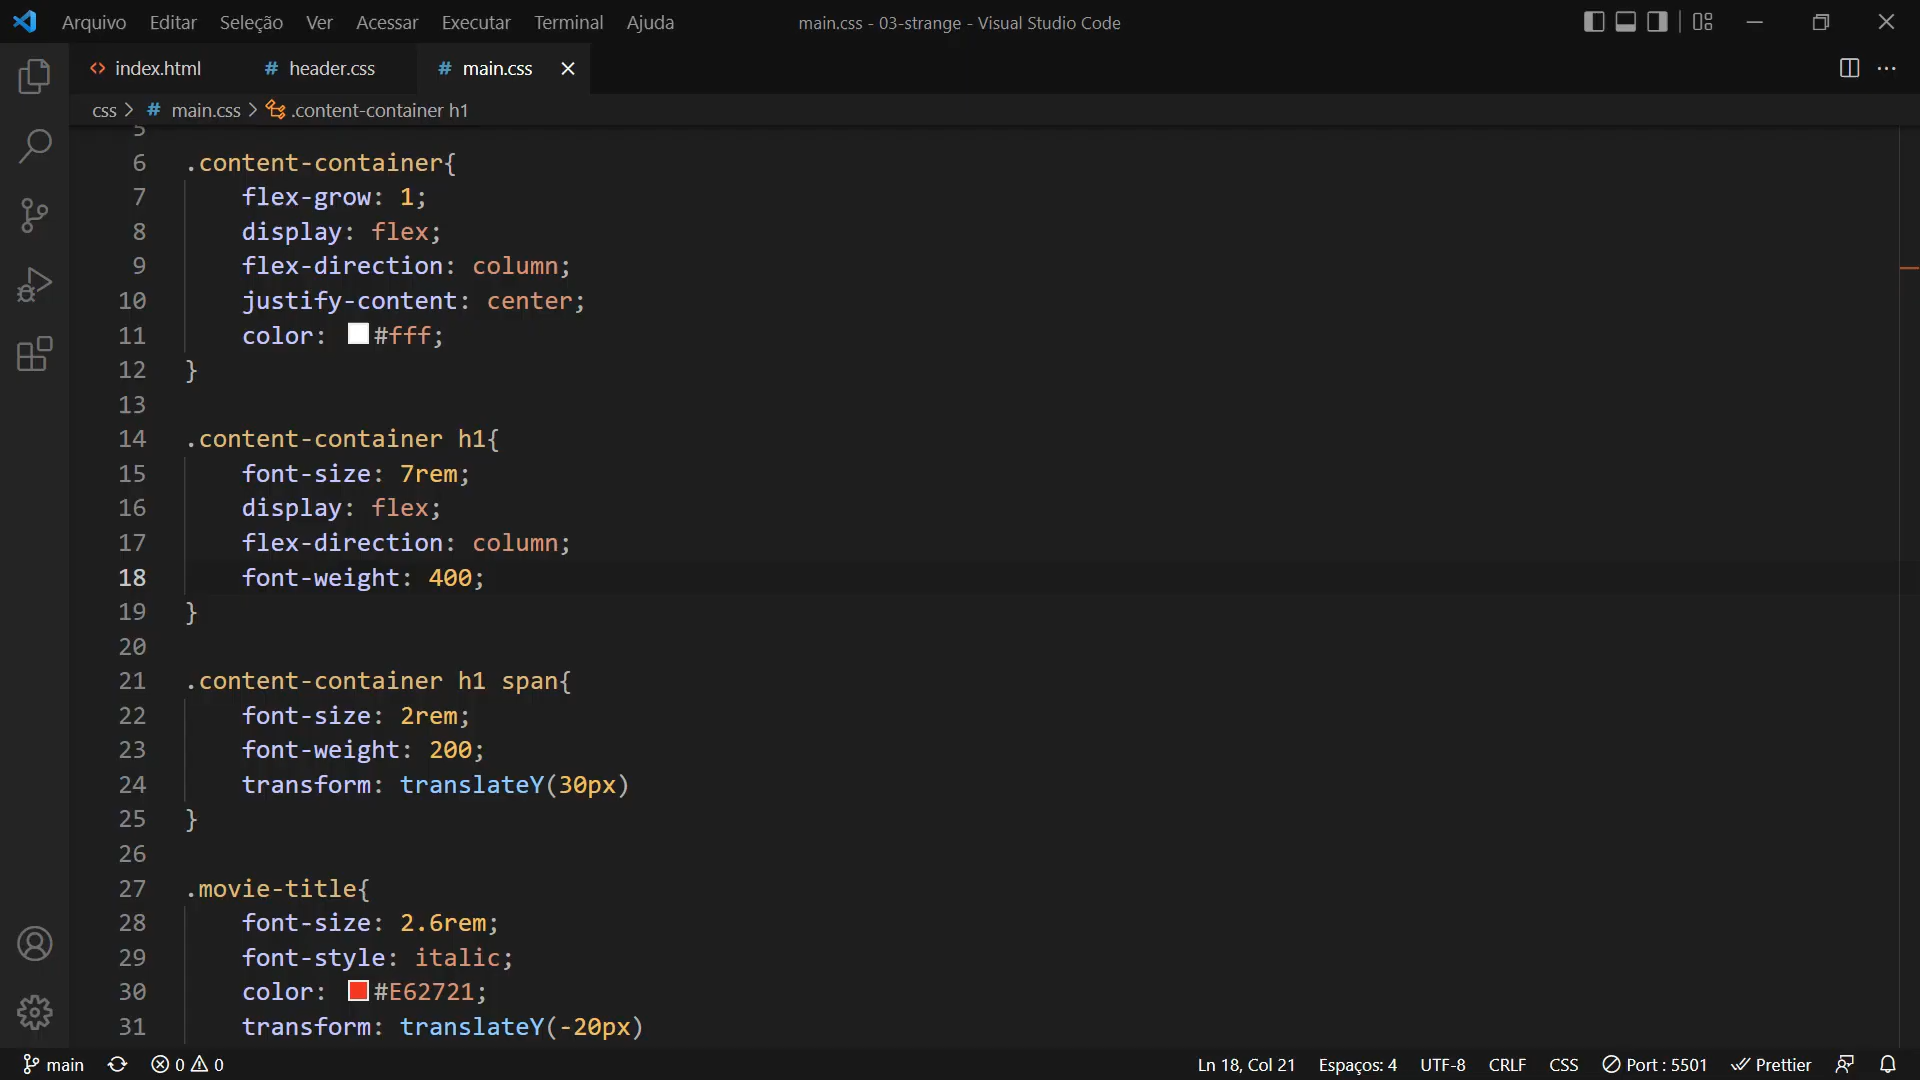 Arquivo Editar Seleção Ver Acessar Executar Terminal Ajuda main.css - 03-strange - Visual Studio Code
index.html # header.css # main.css
css > # main.css > .content-container h1
5
6 .content-container{
7 flex-grow: 1;
8 display: flex;
9 flex-direction: column;
10 justify-content: center;
11 color: #fff;
12 }
13
14 .content-container h1{
15 font-size: 7rem;
16 display: flex;
17 flex-direction: column;
18 font-weight: 400;
19 }
20
21 .content-container h1 span{
22 font-size: 2rem;
23 font-weight: 200;
24 transform: translateY(30px)
25 }
26
27 .movie-title{
28 font-size: 2.6rem;
29 font-style: italic;
30 color: #E62721;
31 transform: translateY(-20px)
main 0 0 Ln 18, Col 21 Espaços: 4 UTF-8 CRLF CSS Port : 5501 Prettier